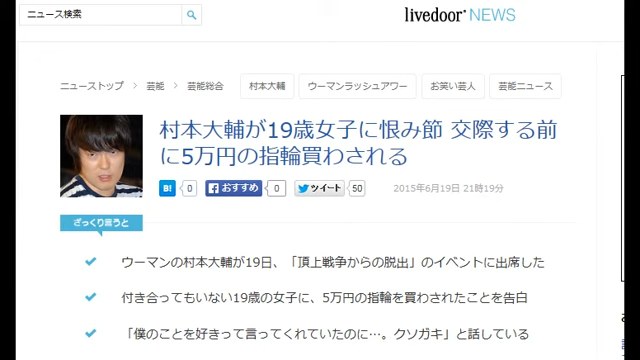 ニュース検索
livedoor NEWS
ニューストップ > 芸能 > 芸能総合 村本大輔 ウーマンラッシュアワー お笑い芸人 芸能ニュース
村本大輔が19歳女子に恨み節 交際する前
に5万円の指輪買わされる
B! 0 おすすめ 0 ツイート 50 2015年6月19日 21時19分
ざっくり言うと
ウーマンの村本大輔が19日、「頂上戦争からの脱出」のイベントに出席した
付き合ってもいない19歳の女子に、5万円の指輪を買わされたことを告白
「僕のことを好きって言ってくれていたのに…。クソガキ」と話している